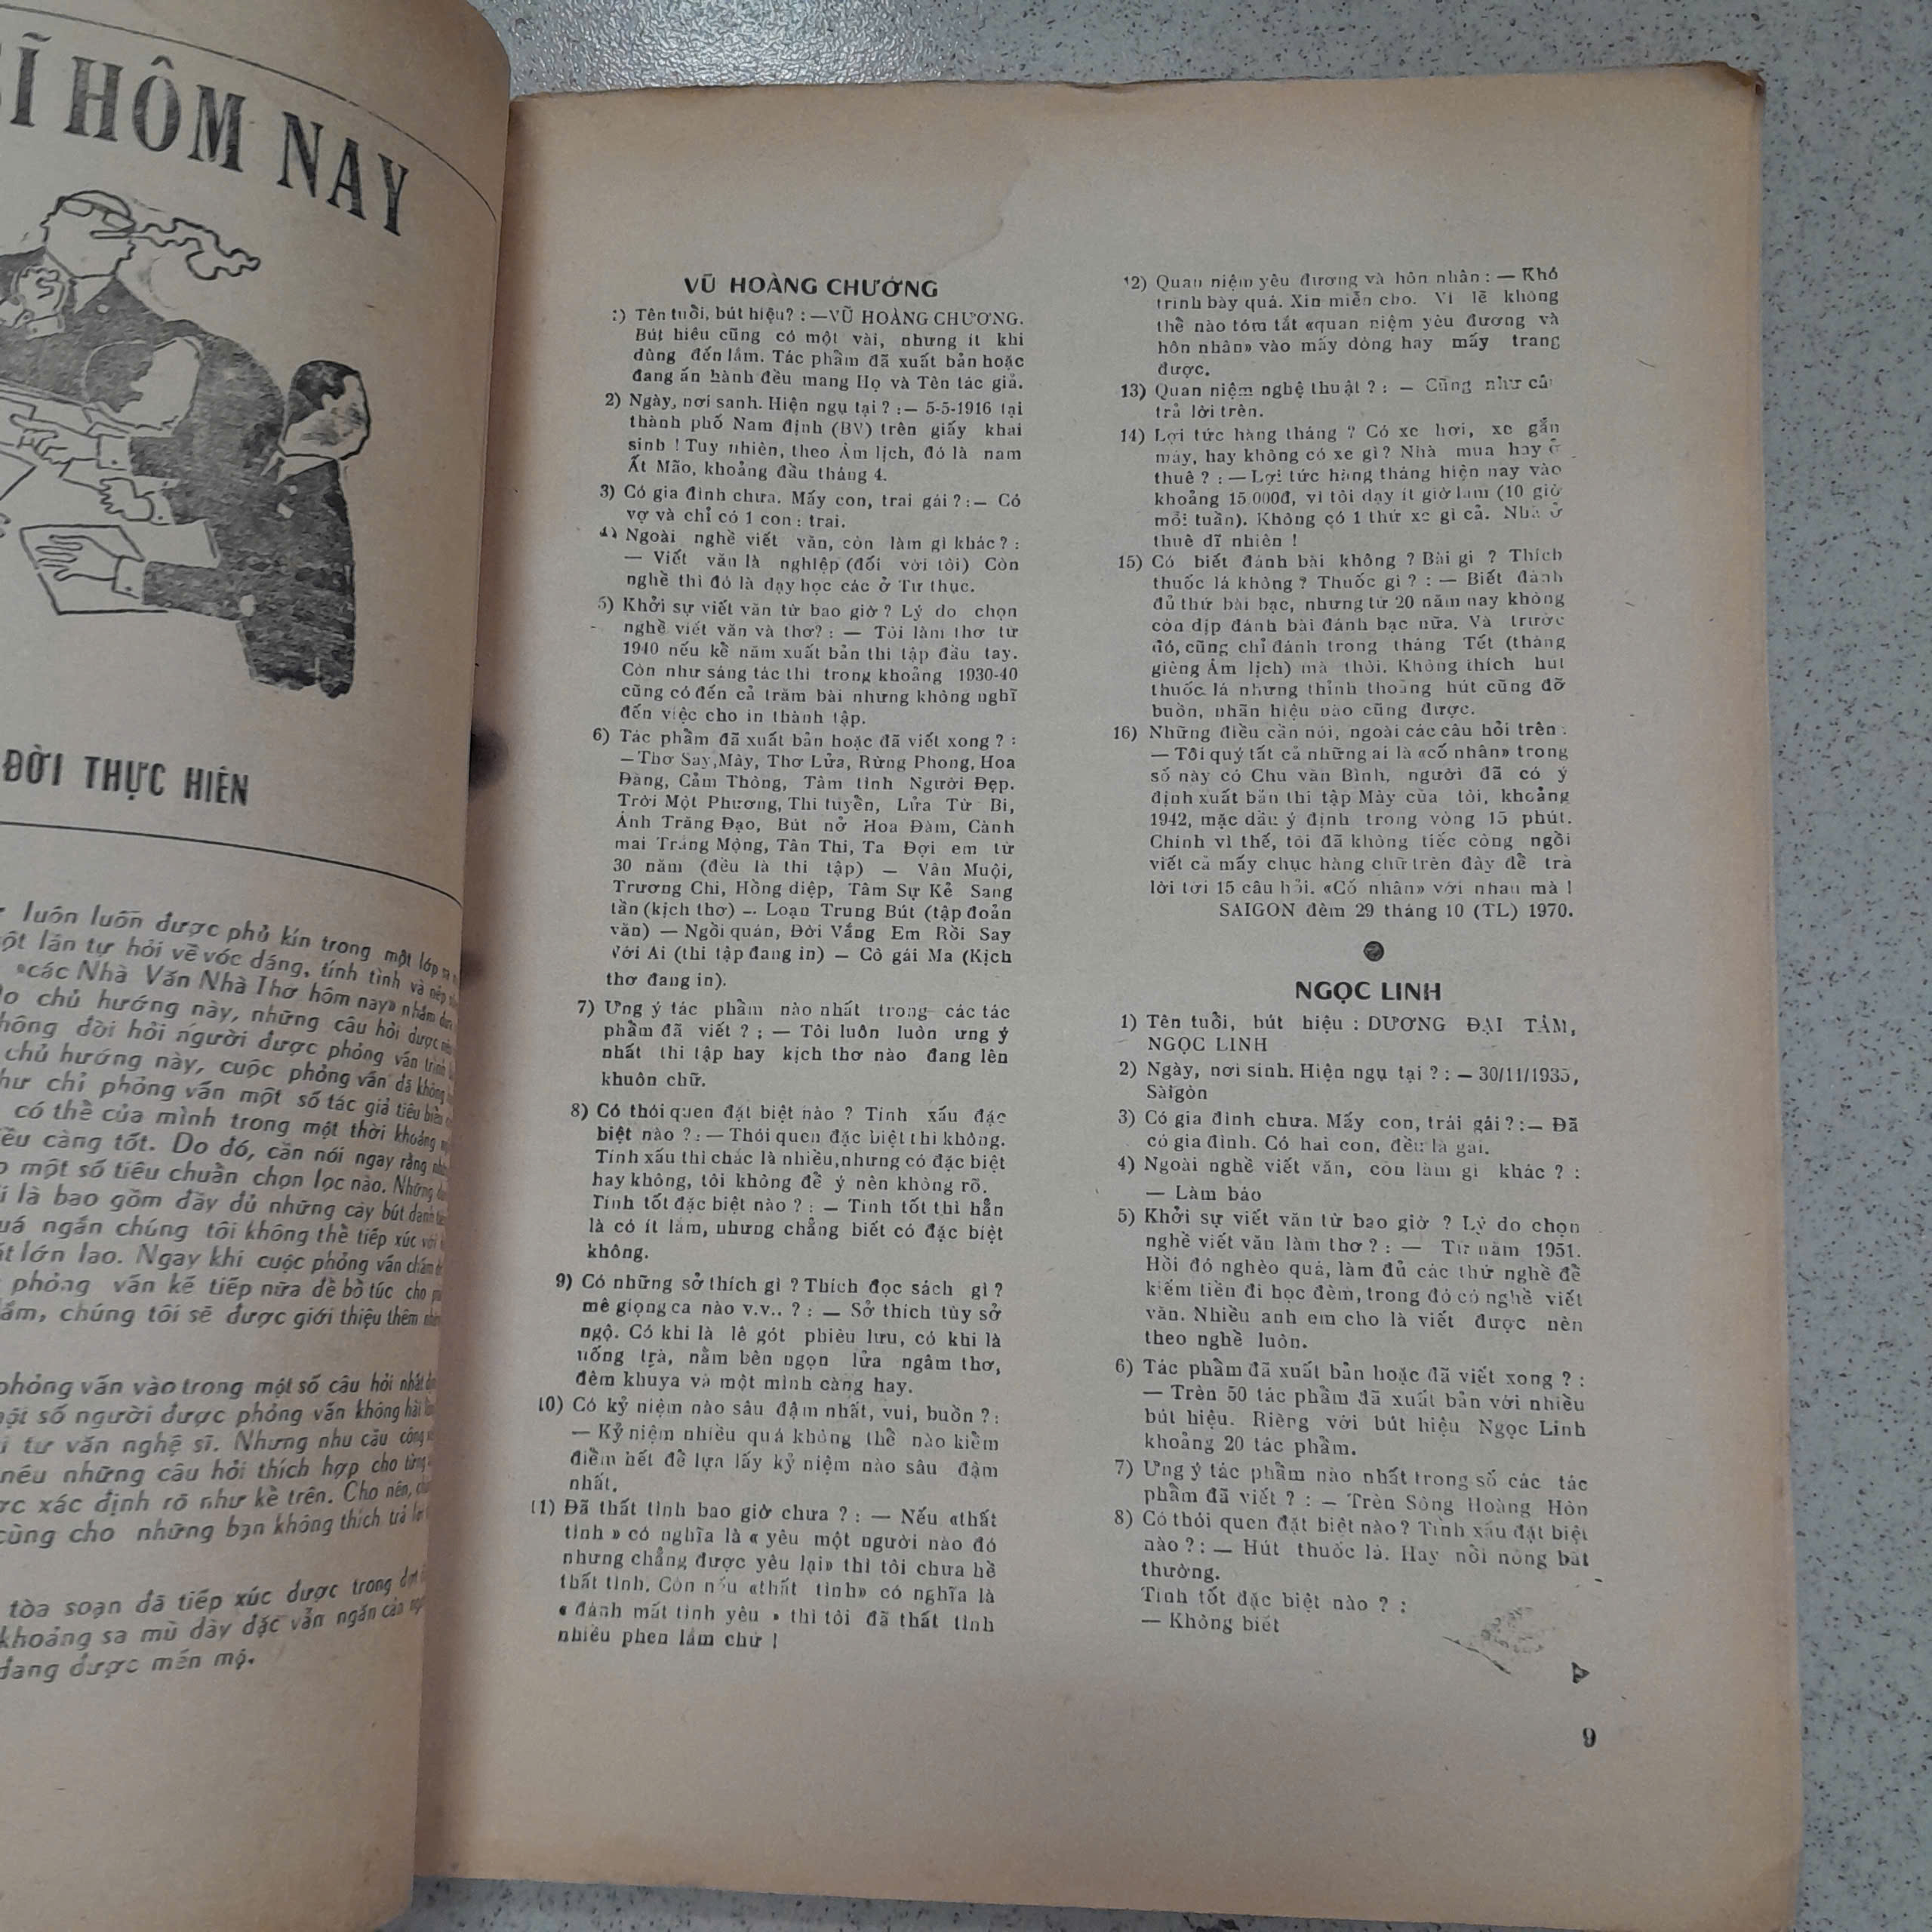 SĨ HÔM NAY
ĐỜI THỰC HIỆN
luôn luôn được phủ kín trong một lớp
lần tự hỏi về vóc dáng, tính tình và nếp
«các Nhà Văn Nhà Thơ hôm nay» nhằm đưa
chủ hướng này, những câu hỏi được
đòi hỏi người được phỏng vấn trình
chủ hướng này, cuộc phỏng vấn đã không
chỉ phỏng vấn một số tác giả tiêu biểu
có thể của mình trong một thời khoảng
càng tốt. Do đó, cần nói ngay rằng
một số tiêu chuẩn chọn lọc nào. Những
là bao gồm đầy đủ những cây bút danh
ngắn chúng tôi không thể tiếp xúc với
lớn lao. Ngay khi cuộc phỏng vấn chấm
phỏng vấn kế tiếp nữa để bổ túc cho
chúng tôi sẽ được giới thiệu thêm
phỏng vấn vào trong một số câu hỏi nhất
số người được phỏng vấn không hài
tư văn nghệ sĩ. Nhưng nhu cầu công
nêu những câu hỏi thích hợp cho từng
xác định rõ như kể trên. Cho nên,
cùng cho những bạn không thích trả lời
tòa soạn đã tiếp xúc được trong đợt
khoảng sa mù dày đặc vẫn ngăn cản
đang được mến mộ.
VŨ HOÀNG CHƯƠNG
:) Tên tuổi, bút hiệu? : —VŨ HOÀNG CHƯƠNG.
Bút hiệu cũng có một vài, nhưng ít khi
dùng đến lắm. Tác phẩm đã xuất bản hoặc
đang ấn hành đều mang Họ và Tên tác giả.
2) Ngày, nơi sanh. Hiện ngụ tại ? :— 5-5-1916 tại
thành phố Nam định (BV) trên giấy khai
sinh ! Tuy nhiên, theo Âm lịch, đó là nam
Ất Mão, khoảng đầu tháng 4.
3) Có gia đình chưa. Mấy con, trai gái ? :— Có
vợ và chỉ có 1 con : trai.
4) Ngoài nghề viết văn, còn làm gì khác ? :
— Viết văn là nghiệp (đối với tôi) Còn
nghề thì đó là dạy học các ở Tư thục.
5) Khởi sự viết văn từ bao giờ ? Lý do chọn
nghề viết văn và thơ? : — Tôi làm thơ từ
1940 nếu kể năm xuất bản thi tập đầu tay.
Còn như sáng tác thì trong khoảng 1930-40
cũng có đến cả trăm bài nhưng không nghĩ
đến việc cho in thành tập.
6) Tác phẩm đã xuất bản hoặc đã viết xong ? :
—Thơ Say,Mây, Thơ Lửa, Rừng Phong, Hoa
Đăng, Cảm Thông, Tâm tình Người Đẹp.
Trời Một Phương, Thi tuyển, Lửa Từ Bi,
Ánh Trăng Đạo, Bút nở Hoa Đàm, Cành
mai Trắng Mộng, Tân Thi, Ta Đợi em từ
30 năm (đều là thi tập) — Vân Muội,
Trương Chi, Hồng diệp, Tâm Sự Kẻ Sang
tần (kịch thơ) — Loạn Trung Bút (tập đoản
văn) — Ngồi quán, Đời Vắng Em Rồi Say
Với Ai (thi tập đang in) — Cô gái Ma (Kịch
thơ đang in).
7) Ưng ý tác phẩm nào nhất trong các tác
phẩm đã viết ? ; — Tôi luôn luôn ưng ý
nhất thi tập hay kịch thơ nào đang lên
khuôn chữ.
8) Có thói quen đặt biệt nào ? Tính xấu đặc
biệt nào ? : — Thói quen đặc biệt thì không.
Tính xấu thì chắc là nhiều,nhưng có đặc biệt
hay không, tôi không để ý nên không rõ.
Tính tốt đặc biệt nào ? : — Tính tốt thì hẳn
là có ít lắm, nhưng chẳng biết có đặc biệt
không.
9) Có những sở thích gì ? Thích đọc sách gì ?
mê giọng ca nào v.v.. ? : — Sở thích tùy sở
ngộ. Có khi là lê gót phiêu lưu, có khi là
uống trà, nằm bên ngọn lửa ngâm thơ,
đêm khuya và một mình càng hay.
10) Có kỷ niệm nào sâu đậm nhất, vui, buồn ? :
— Kỷ niệm nhiều quá không thể nào kiểm
điểm hết để lựa lấy kỷ niệm nào sâu đậm
nhất.
11) Đã thất tình bao giờ chưa ? : — Nếu «thất
tình » có nghĩa là « yêu một người nào đó
nhưng chẳng được yêu lại» thì tôi chưa hề
thất tình. Còn nếu «thất tình» có nghĩa là
« đánh mất tình yêu » thì tôi đã thất tình
nhiều phen lắm chứ !
12) Quan niệm yêu đương và hôn nhân : — Khó
trình bày quá. Xin miễn cho. Vì lẽ không
thể nào tóm tắt «quan niệm yêu đương và
hôn nhân» vào mấy dòng hay mấy trang
được.
13) Quan niệm nghệ thuật ? : — Cũng như câu
trả lời trên.
14) Lợi tức hàng tháng ? Có xe hơi, xe gắn
máy, hay không có xe gì ? Nhà mua hay ở
thuê ? : — Lợi tức hàng tháng hiện nay vào
khoảng 15.000đ, vì tôi dạy ít giờ lắm (10 giờ
mỗi tuần). Không có 1 thứ xe gì cả. Nhà ở
thuê dĩ nhiên !
15) Có biết đánh bài không ? Bài gì ? Thích
thuốc lá không ? Thuốc gì ? : — Biết đánh
đủ thứ bài bạc, nhưng từ 20 năm nay không
còn dịp đánh bài đánh bạc nữa. Và trước
đó, cũng chỉ đánh trong tháng Tết (tháng
giêng Âm lịch) mà thôi. Không thích hút
thuốc lá nhưng thỉnh thoảng hút cũng đỡ
buồn, nhãn hiệu nào cũng được.
16) Những điều cần nói, ngoài các câu hỏi trên :
— Tôi quý tất cả những ai là «cố nhân» trong
số này có Chu văn Bình, người đã có ý
định xuất bản thi tập Mây của tôi, khoảng
1942, mặc dầu ý định trong vòng 15 phút.
Chính vì thế, tôi đã không tiếc công ngồi
viết cả mấy chục hàng chữ trên đây để trả
lời tới 15 câu hỏi. «Cố nhân» với nhau mà !
SAIGON đêm 29 tháng 10 (TL) 1970.
NGỌC LINH
1) Tên tuổi, bút hiệu : DƯƠNG ĐẠI TÂM,
NGỌC LINH
2) Ngày, nơi sinh. Hiện ngụ tại ? : — 30/11/1935,
Sàigòn
3) Có gia đình chưa. Mấy con, trái gái ? :— Đã
có gia đình. Có hai con, đều là gái.
4) Ngoài nghề viết văn, còn làm gì khác ? :
— Làm báo
5) Khởi sự viết văn từ bao giờ ? Lý do chọn
nghề viết văn làm thơ ? : — Từ năm 1951.
Hồi đó nghèo quá, làm đủ các thứ nghề để
kiếm tiền đi học đêm, trong đó có nghề viết
văn. Nhiều anh em cho là viết được nên
theo nghề luôn.
6) Tác phẩm đã xuất bản hoặc đã viết xong ? :
— Trên 50 tác phẩm đã xuất bản với nhiều
bút hiệu. Riêng với bút hiệu Ngọc Linh
khoảng 20 tác phẩm.
7) Ưng ý tác phẩm nào nhất trong số các tác
phẩm đã viết ? : — Trên Sông Hoàng Hôn
8) Có thói quen đặt biệt nào ? Tính xấu đặt biệt
nào ? : — Hút thuốc lá. Hay nổi nóng bất
thường.
Tính tốt đặc biệt nào ? :
— Không biết
A
9